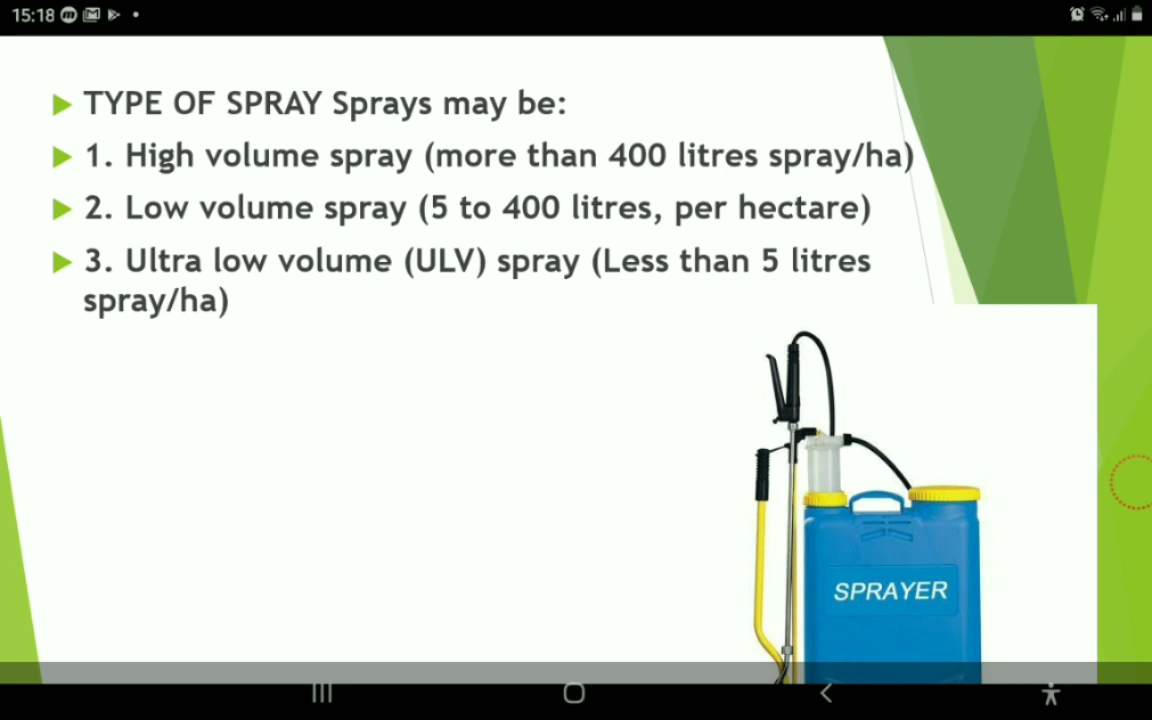 15:18
TYPE OF SPRAY Sprays may be:
1. High volume spray (more than 400 litres spray/ha)
2. Low volume spray (5 to 400 litres, per hectare)
3. Ultra low volume (ULV) spray (Less than 5 litres
spray/ha)
SPRAYER